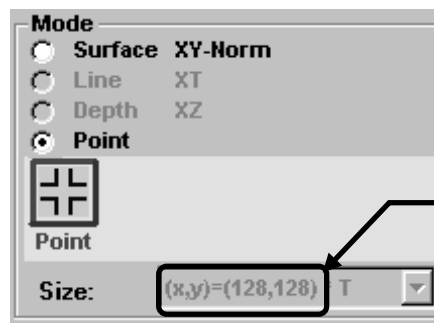 Mode
Surface XY-Norm
Line XT
Depth XZ
Point
Point
Size: (x,y)=(128,128) * T